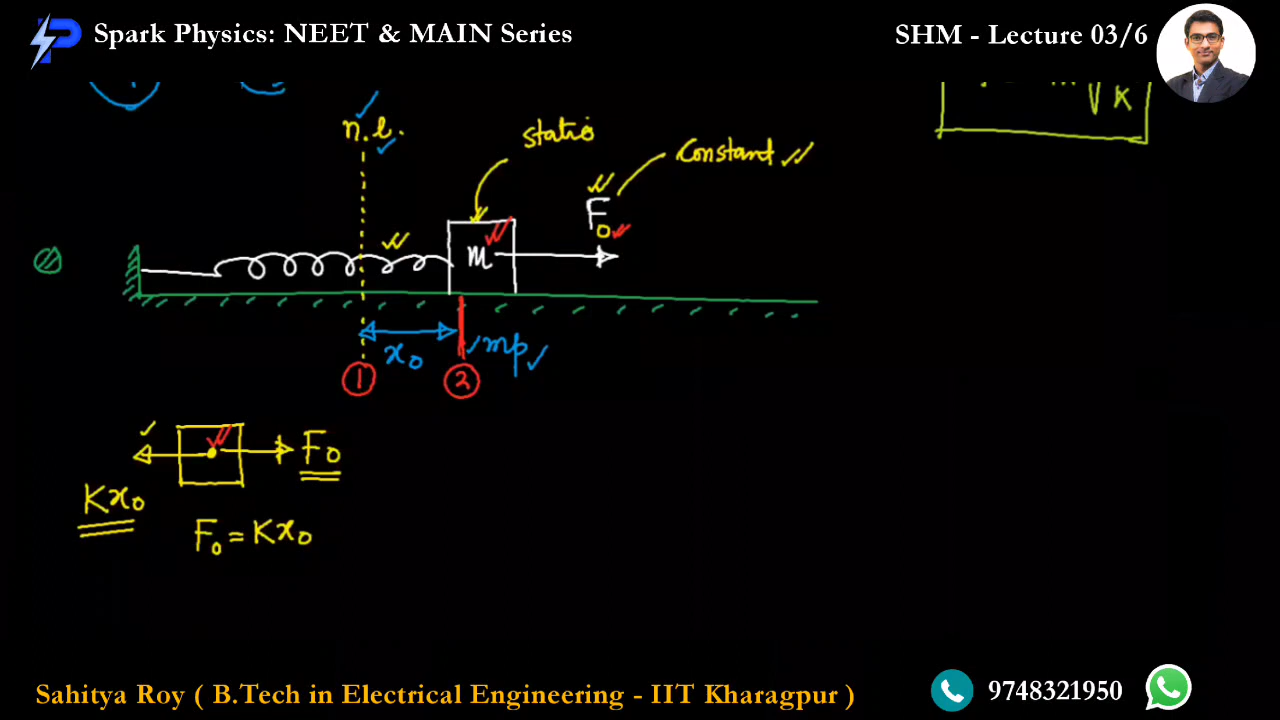 Spark Physics: NEET & MAIN Series
SHM - Lecture 03/6
K
n.l.
static
constant
F₀
m
x₀
mp
1
2
F₀
Kx₀
F₀ = Kx₀
Sahitya Roy ( B.Tech in Electrical Engineering - IIT Kharagpur )
9748321950